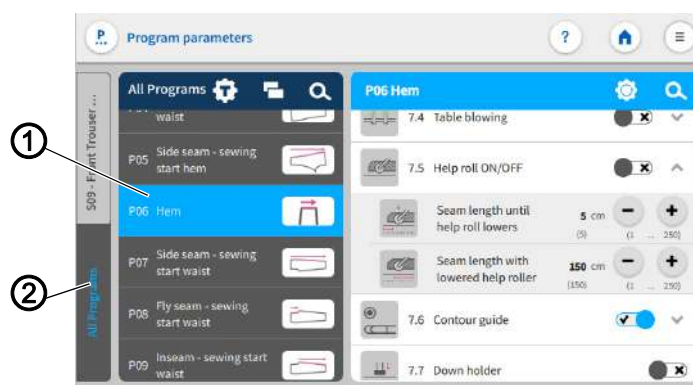 P...
Program parameters
?
All Programs
P06 Hem
S09 - Front Trouser ...
All Programs
waist
P05 Side seam - sewing start hem
P06 Hem
P07 Side seam - sewing start waist
P08 Fly seam - sewing start waist
P09 Inseam - sewing start waist
7.4 Table blowing
7.5 Help roll ON/OFF
Seam length until help roll lowers
5 cm
(5)
(1 ... 250)
Seam length with lowered help roller
150 cm
(150)
(1 ... 250)
7.6 Contour guide
7.7 Down holder
1
2